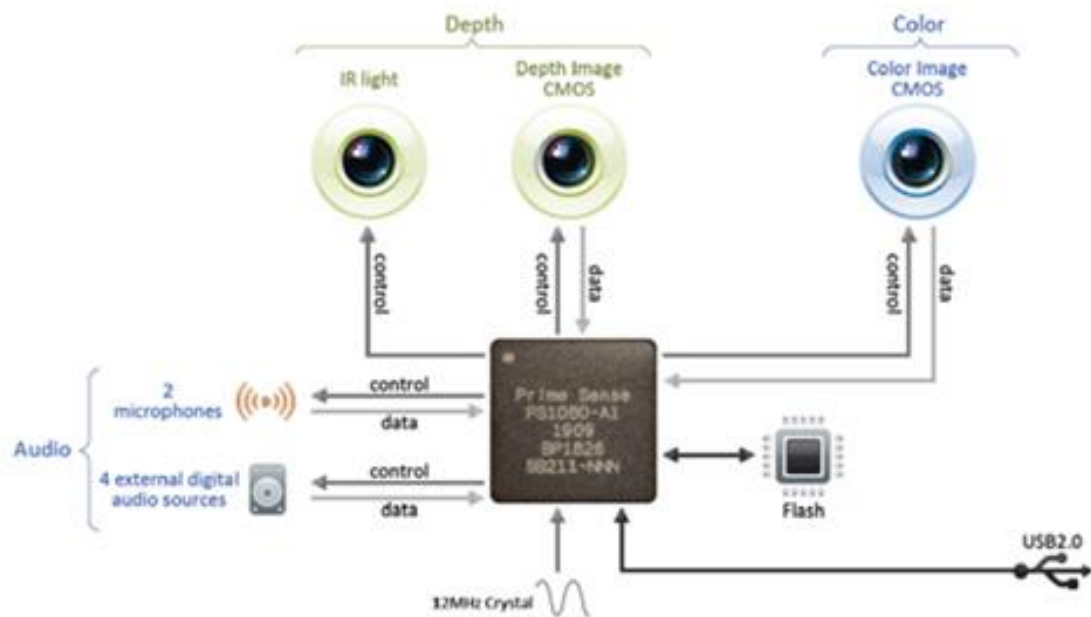 Depth
Color
IR light
Depth Image
CMOS
Color Image
CMOS
control
control
data
control
data
Audio
2
microphones
control
data
4 external digital
audio sources
control
data
Prime Sense
PS1080-A1
1909
BP1826
SB211-NNN
Flash
USB2.0
12MHz Crystal